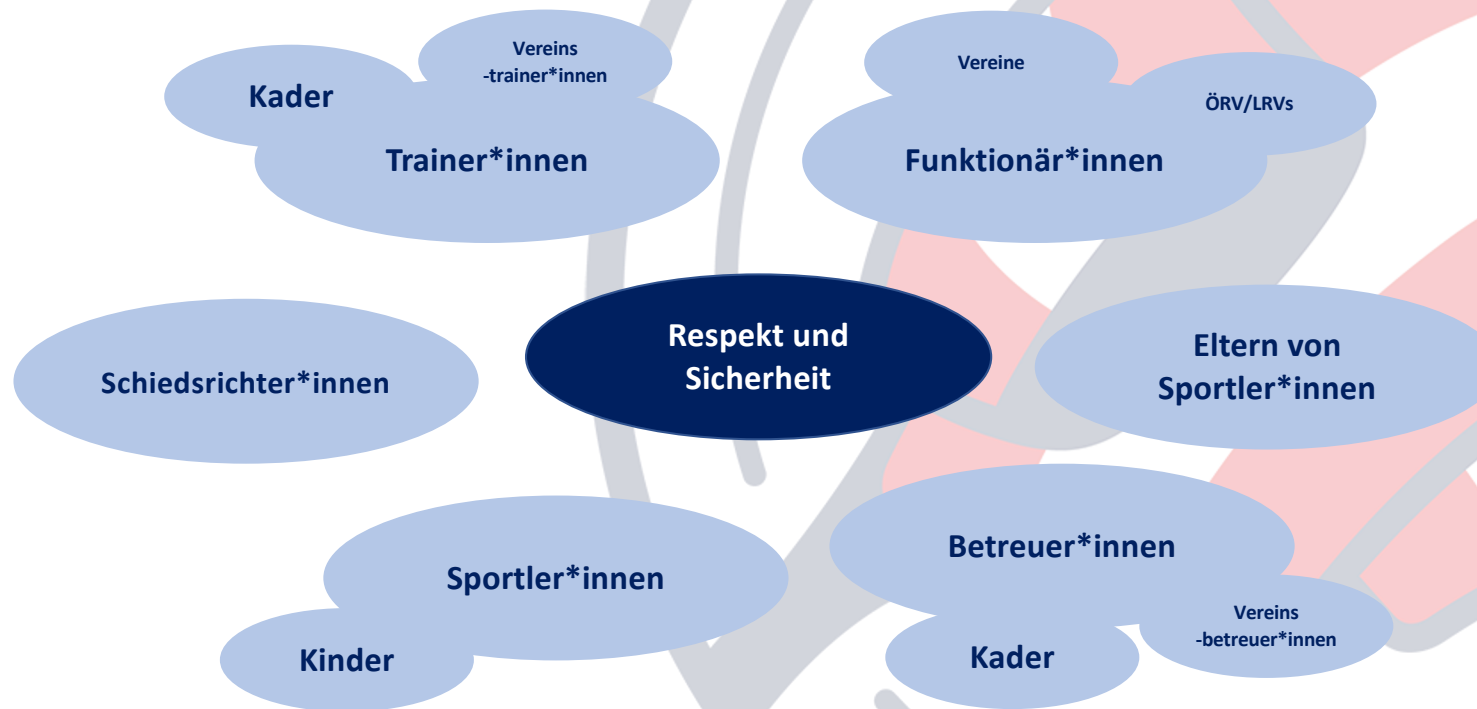 Vereins
-trainer*innen
Kader
Trainer*innen
Vereine
ÖRV/LRVs
Funktionär*innen
Schiedsrichter*innen
Respekt und
Sicherheit
Eltern von
Sportler*innen
Sportler*innen
Kinder
Betreuer*innen
Kader
Vereins
-betreuer*innen